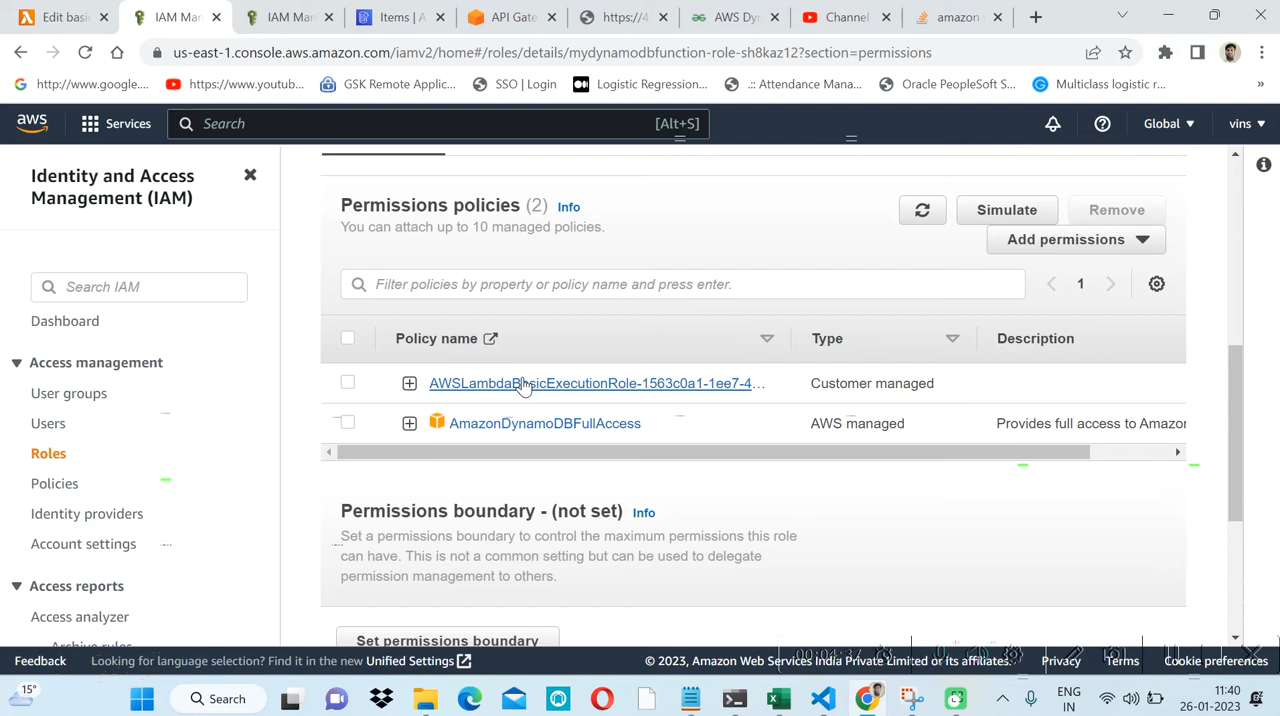 Edit basic
IAM Man
IAM Man
Items | A
API Gate
https://4
AWS Dy
Channel
amazon
us-east-1.console.aws.amazon.com/iamv2/home#/roles/details/mydynamodbfunction-role-sh8kaz12?section=permissions
http://www.google....
https://www.youtub...
GSK Remote Applic...
SSO | Login
Logistic Regression...
.:: Attendance Mana...
Oracle PeopleSoft S...
Multiclass logistic r...
»
aws
Services
Search
[Alt+S]
Global
vins
Identity and Access
Management (IAM)
Search IAM
Dashboard
Access management
User groups
Users
Roles
Policies
Identity providers
Account settings
Access reports
Access analyzer
Archive rules
Permissions policies (2) Info
You can attach up to 10 managed policies.
Simulate
Remove
Add permissions
Filter policies by property or policy name and press enter.
1
Policy name
Type
Description
AWSLambdaBasicExecutionRole-1563c0a1-1ee7-4...
Customer managed
AmazonDynamoDBFullAccess
AWS managed
Provides full access to Amazon
Permissions boundary - (not set) Info
Set a permissions boundary to control the maximum permissions this role
can have. This is not a common setting but can be used to delegate
permission management to others.
Set permissions boundary
Feedback
Looking for language selection? Find it in the new Unified Settings
© 2023, Amazon Web Services India Private Limited or its affiliates.
Privacy
Terms
Cookie preferences
00:04:37
15°
Search
ENG
IN
11:40
26-01-2023